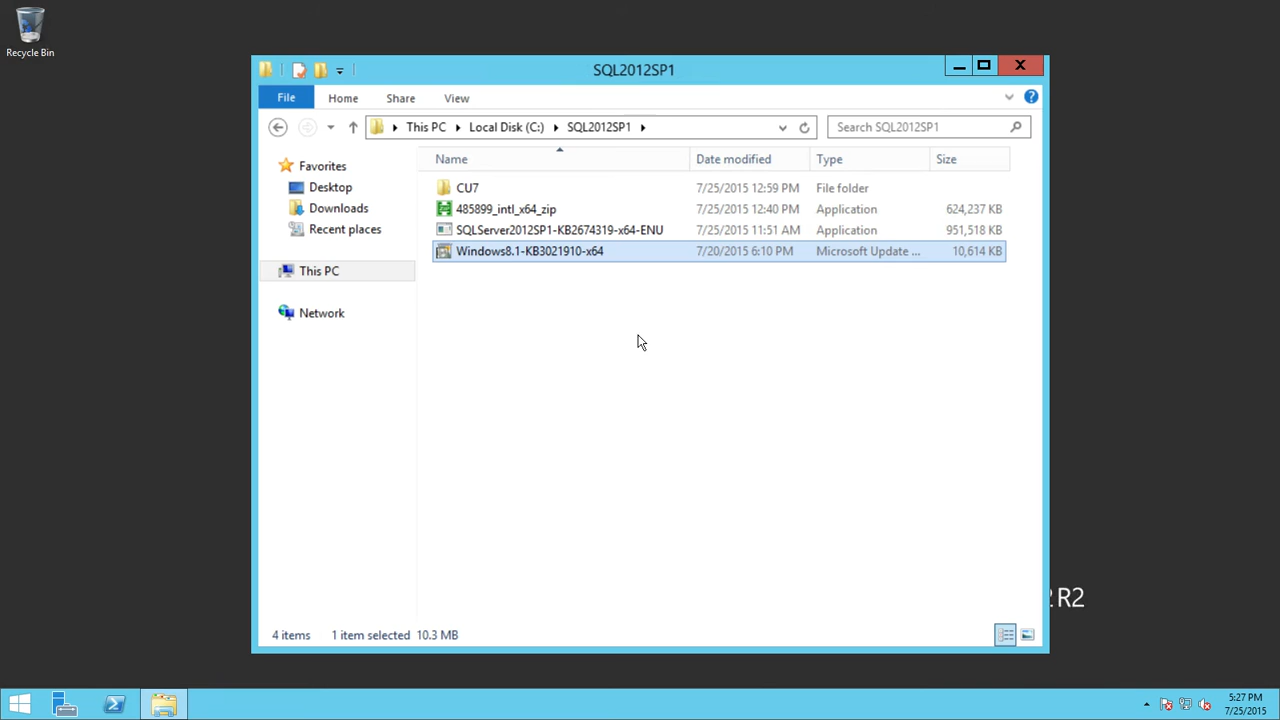 Recycle Bin
SQL2012SP1
File Home Share View
This PC Local Disk (C:) SQL2012SP1 Search SQL2012SP1
Name Date modified Type Size
Favorites
Desktop
Downloads
Recent places
This PC
Network
CU7 7/25/2015 12:59 PM File folder
485899_intl_x64_zip 7/25/2015 12:40 PM Application 624,237 KB
SQLServer2012SP1-KB2674319-x64-ENU 7/25/2015 11:51 AM Application 951,518 KB
Windows8.1-KB3021910-x64 7/20/2015 6:10 PM Microsoft Update ... 10,614 KB
R2
4 items 1 item selected 10.3 MB
5:27 PM
7/25/2015